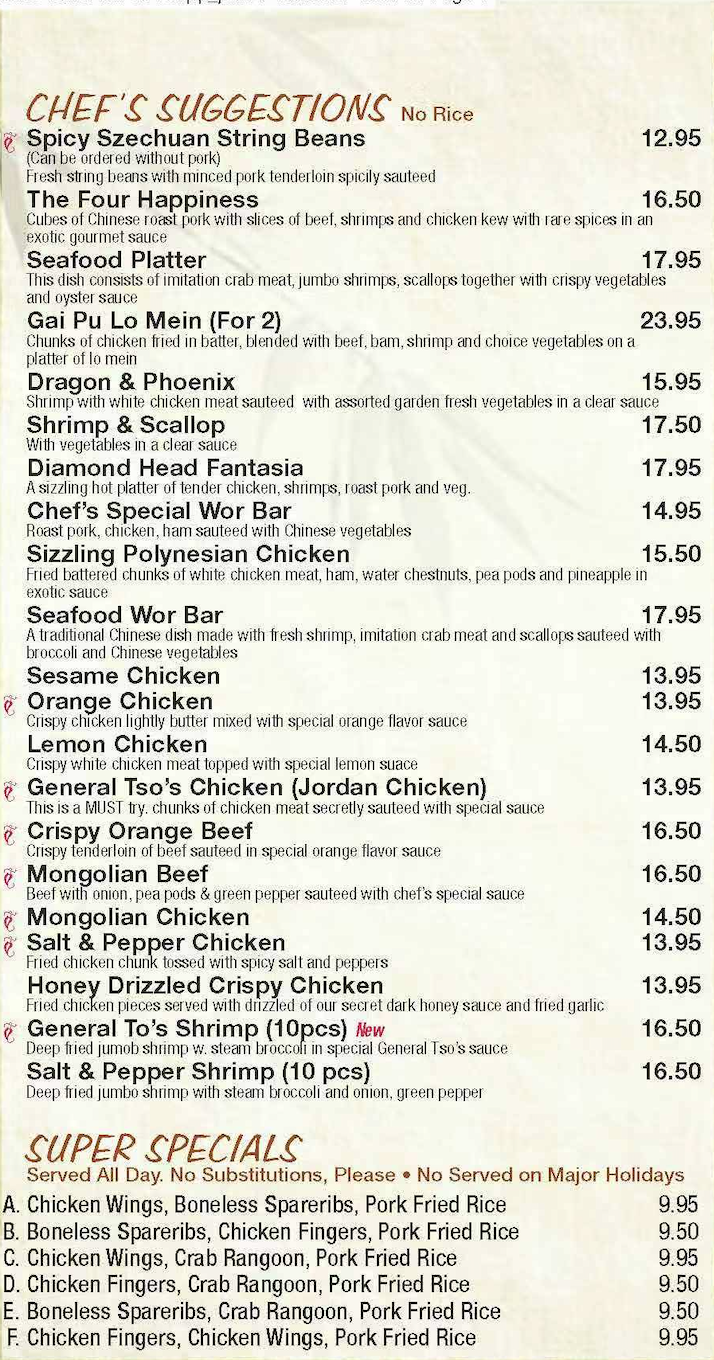 CHEF'S SUGGESTIONS No Rice
Spicy Szechuan String Beans 12.95
(Can be ordered without pork)
Fresh string beans with minced pork tenderloin spicily sauteed
The Four Happiness 16.50
Cubes of Chinese roast pork with slices of beef, shrimps and chicken kew with rare spices in an
exotic gourmet sauce
Seafood Platter 17.95
This dish consists of imitation crab meat, jumbo shrimps, scallops together with crispy vegetables
and oyster sauce
Gai Pu Lo Mein (For 2) 23.95
Chunks of chicken fried in batter, blended with beef, bam, shrimp and choice vegetables on a
platter of lo mein
Dragon & Phoenix 15.95
Shrimp with white chicken meat sauteed with assorted garden fresh vegetables in a clear sauce
Shrimp & Scallop 17.50
With vegetables in a clear sauce
Diamond Head Fantasia 17.95
A sizzling hot platter of tender chicken, shrimps, roast pork and veg.
Chef's Special Wor Bar 14.95
Roast pork, chicken, ham sauteed with Chinese vegetables
Sizzling Polynesian Chicken 15.50
Fried battered chunks of white chicken meat, ham, water chestnuts, pea pods and pineapple in
exotic sauce
Seafood Wor Bar 17.95
A traditional Chinese dish made with fresh shrimp, imitation crab meat and scallops sauteed with
broccoli and Chinese vegetables
Sesame Chicken 13.95
Orange Chicken 13.95
Crispy chicken lightly butter mixed with special orange flavor sauce
Lemon Chicken 14.50
Crispy white chicken meat topped with special lemon suace
General Tso's Chicken (Jordan Chicken) 13.95
This is a MUST try. chunks of chicken meat secretly sauteed with special sauce
Crispy Orange Beef 16.50
Crispy tenderloin of beef sauteed in special orange flavor sauce
Mongolian Beef 16.50
Beef with onion, pea pods & green pepper sauteed with chef's special sauce
Mongolian Chicken 14.50
Salt & Pepper Chicken 13.95
Fried chicken chunk tossed with spicy salt and peppers
Honey Drizzled Crispy Chicken 13.95
Fried chicken pieces served with drizzled of our secret dark honey sauce and fried garlic
General To's Shrimp (10pcs) New 16.50
Deep fried jumob shrimp w. steam broccoli in special General Tso's sauce
Salt & Pepper Shrimp (10 pcs) 16.50
Deep fried jumbo shrimp with steam broccoli and onion, green pepper
SUPER SPECIALS
Served All Day. No Substitutions, Please • No Served on Major Holidays
A. Chicken Wings, Boneless Spareribs, Pork Fried Rice 9.95
B. Boneless Spareribs, Chicken Fingers, Pork Fried Rice 9.50
C. Chicken Wings, Crab Rangoon, Pork Fried Rice 9.95
D. Chicken Fingers, Crab Rangoon, Pork Fried Rice 9.50
E. Boneless Spareribs, Crab Rangoon, Pork Fried Rice 9.50
F. Chicken Fingers, Chicken Wings, Pork Fried Rice 9.95